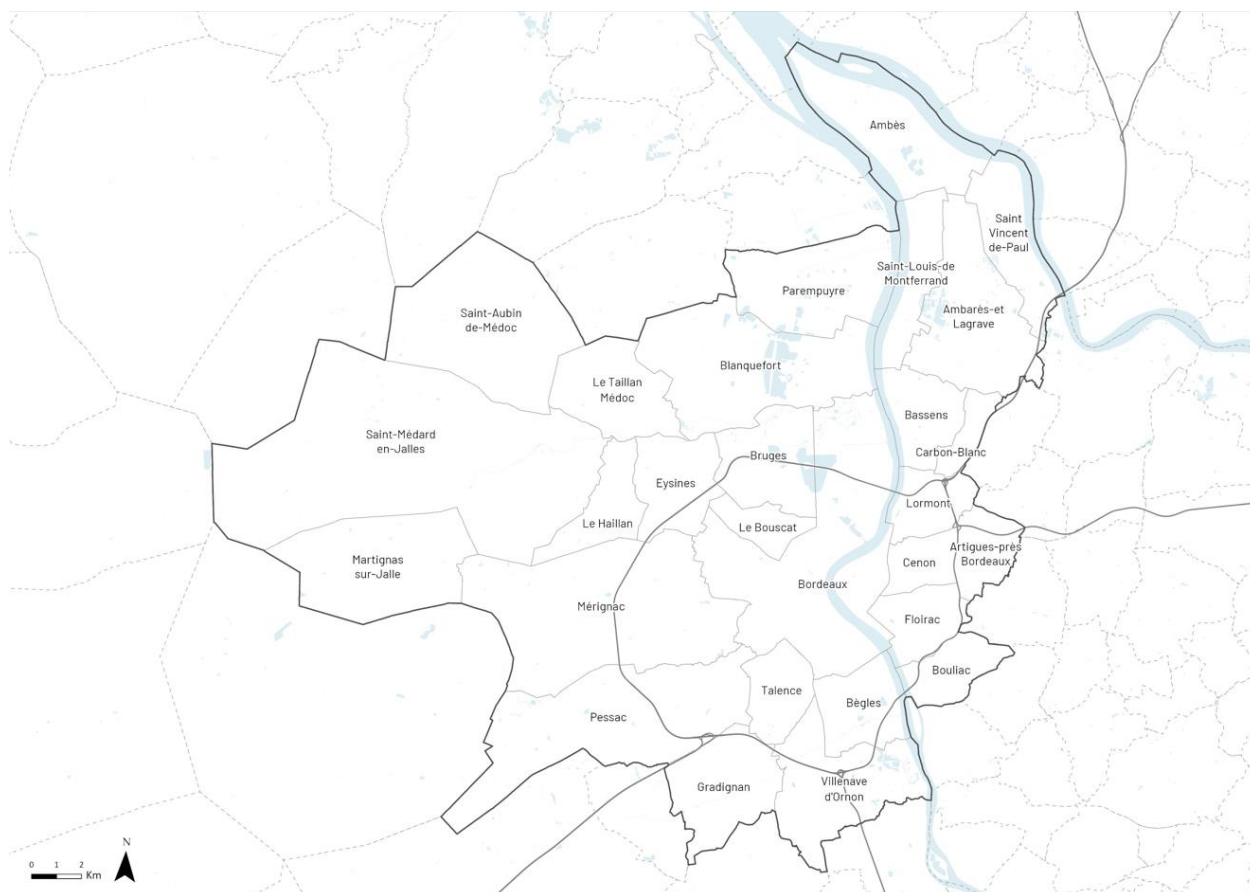 Ambès
Saint
Vincent
de-Paul
Saint-Louis-de
Montferrand
Parempuyre
Ambarès-et
Lagrave
Saint-Aubin
de-Médoc
Blanquefort
Le Taillan
Médoc
Bassens
Saint-Médard
en-Jalles
Carbon-Blanc
Bruges
Eysines
Lormont
Le Haillan
Le Bouscat
Artigues-près
Bordeaux
Martignas
sur-Jalle
Cenon
Bordeaux
Mérignac
Floirac
Bouliac
Talence
Bègles
Pessac
Gradignan
Villenave
d'Ornon
N
0 1 2
Km